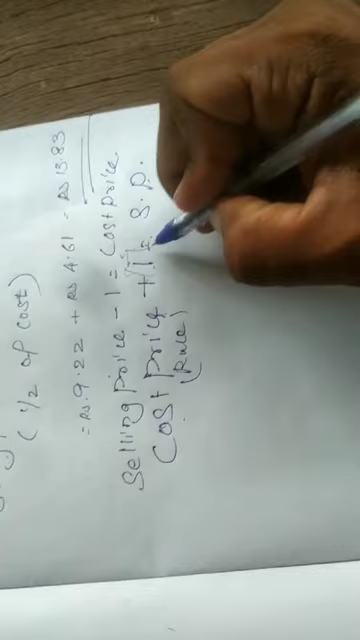 ( 1/2 of cost)
= Rs.9.22 + Rs 4.61 = Rs 13.83
Selling Price - 1 = Cost price
Cost Price + 1 = S.P.
(Rule)